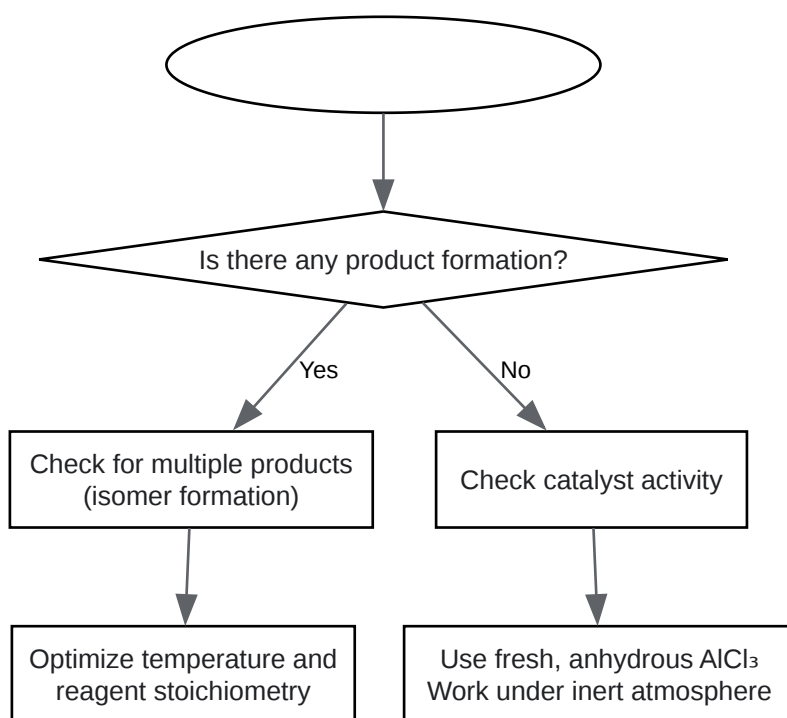 Is there any product formation?
Yes
No
Check for multiple products
(isomer formation)
Check catalyst activity
Optimize temperature and
reagent stoichiometry
Use fresh, anhydrous AlCl₃
Work under inert atmosphere